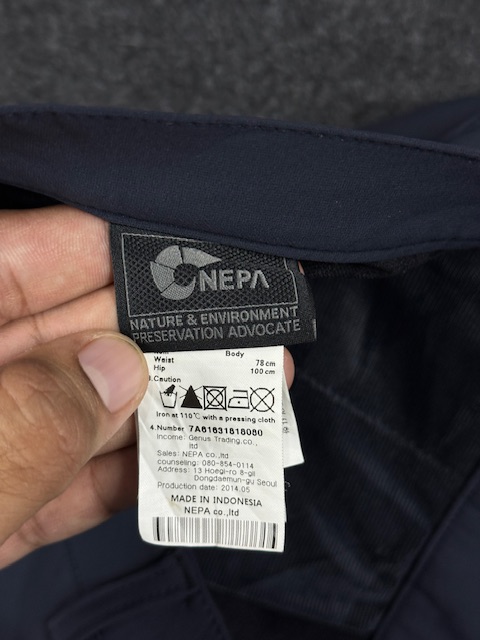 NEPA
NATURE & ENVIRONMENT
PRESERVATION ADVOCATE
Body
Waist 78 cm
Hip 100 cm
.Caution
Iron at 110℃ with a pressing cloth
4.Number 7A61631818080
Income: Genius Trading.co.,
ltd
Sales: NEPA co.,ltd
counseling: 080-854-0114
Address: 13 Hoegi-ro 8-gil
Dongdaemun-gu Seoul
Production date: 2014.05
MADE IN INDONESIA
NEPA co.,ltd